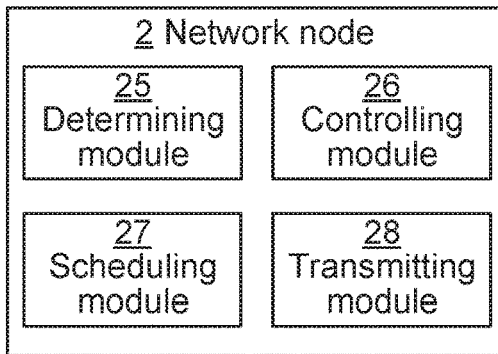 2 Network node
25
Determining
module
26
Controlling
module
27
Scheduling
module
28
Transmitting
module